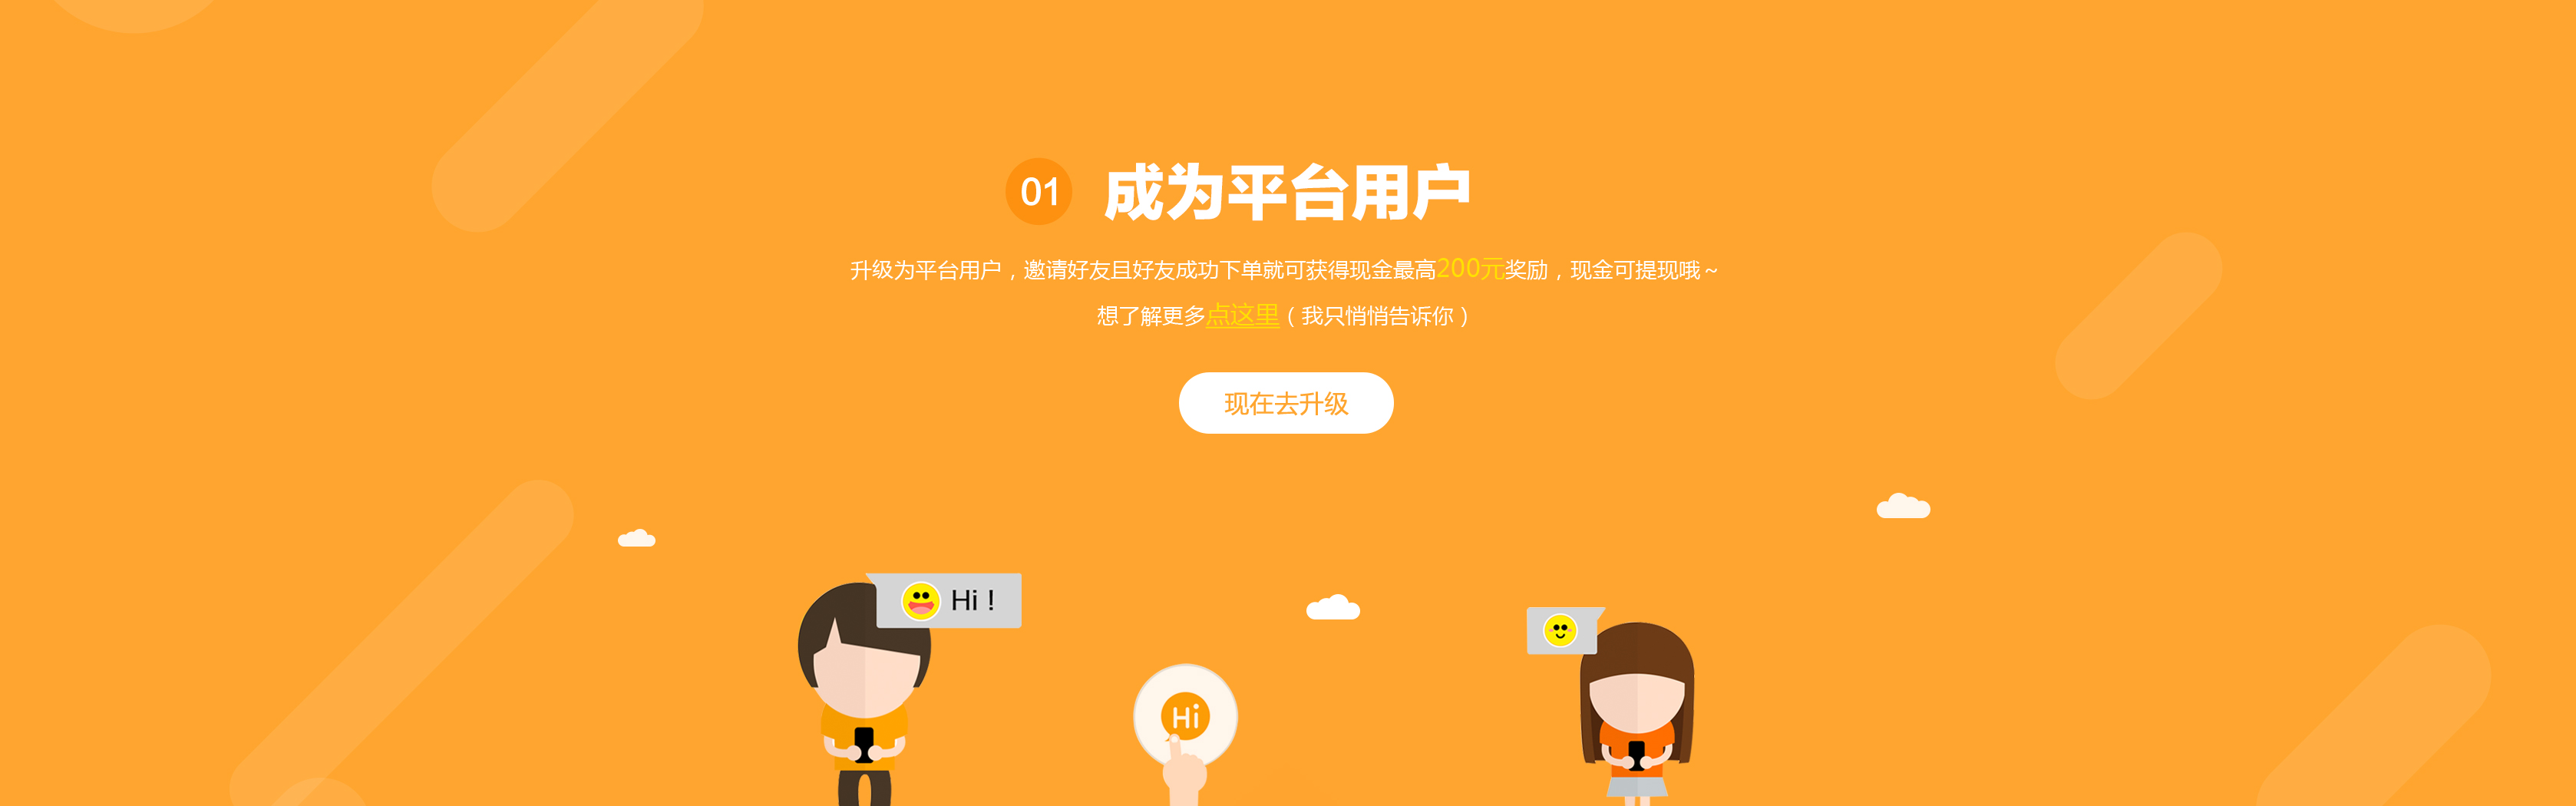 01 成为平台用户
升级为平台用户，邀请好友且好友成功下单就可获得现金最高200元奖励，现金可提现哦～
想了解更多点这里（我只悄悄告诉你）
现在去升级
Hi！
Hi